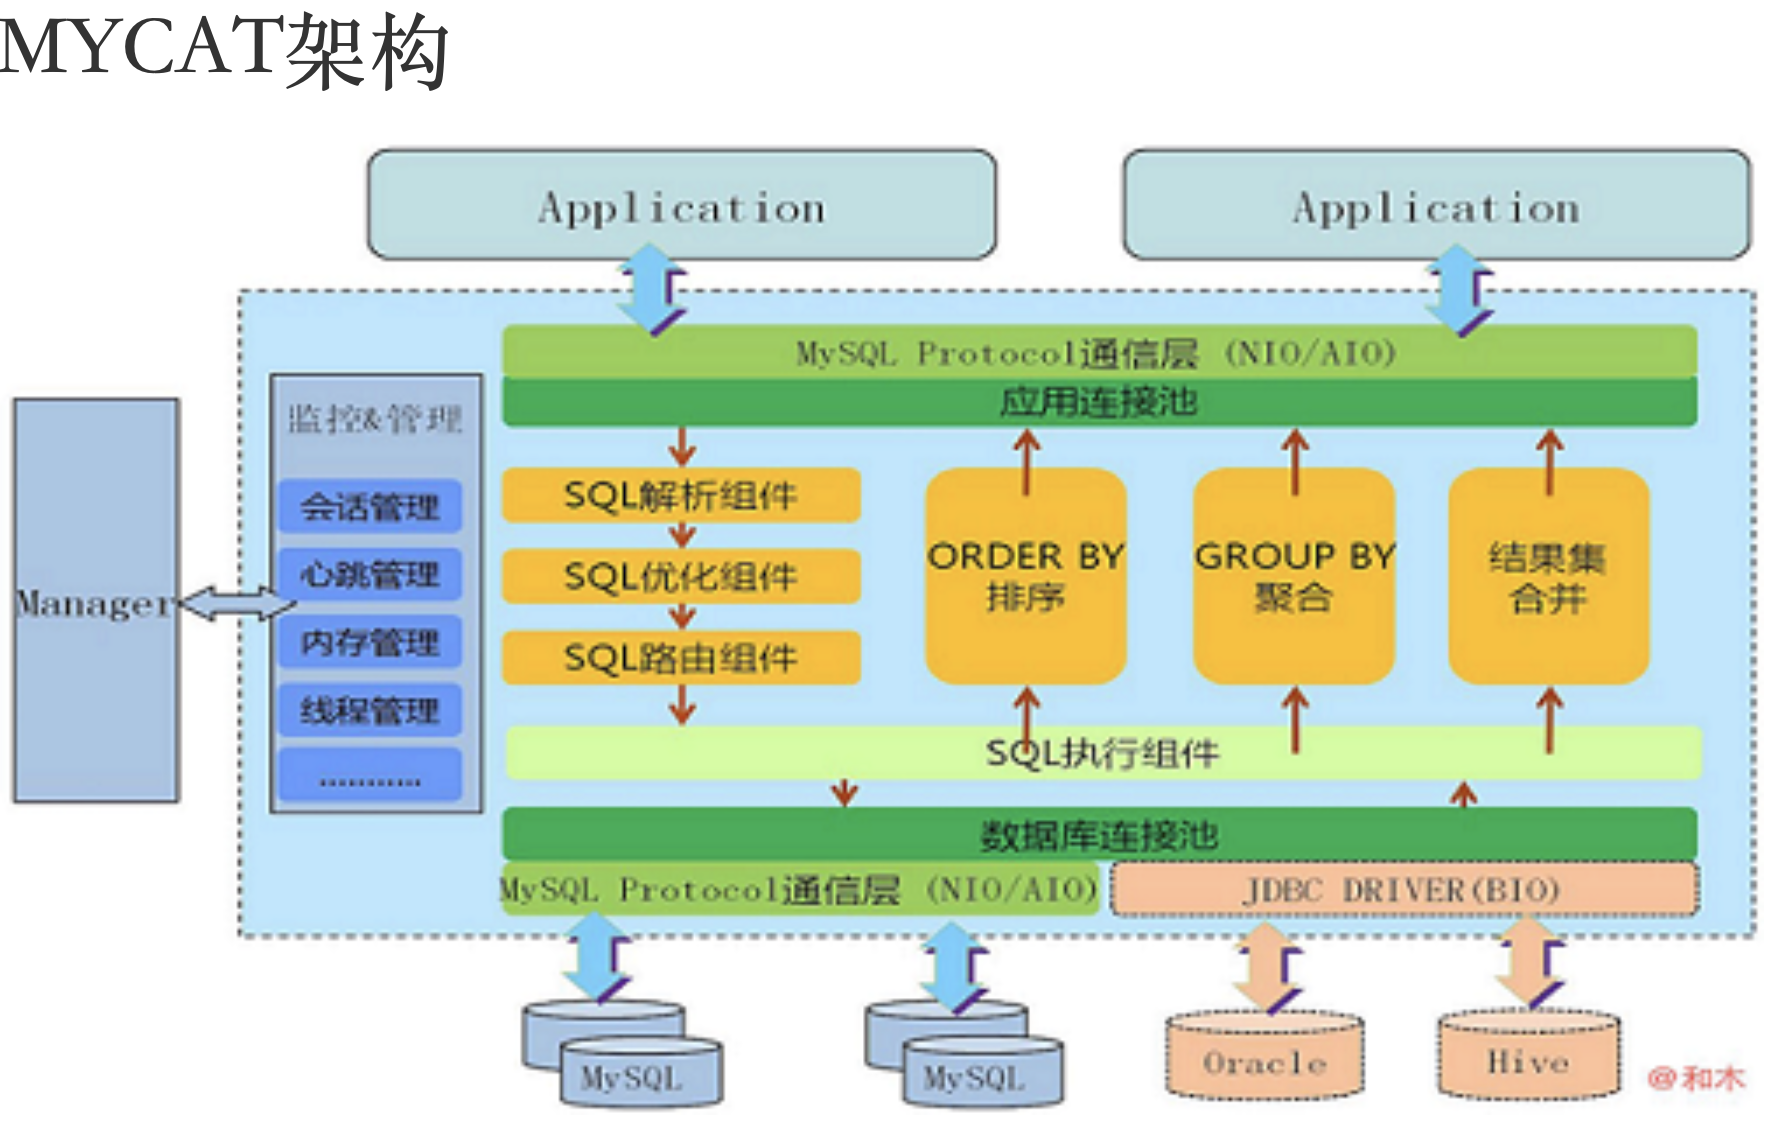 MYCAT架构
Application
Application
MySQL Protocol通信层 (NIO/AIO)
应用连接池
监控&管理
会话管理
心跳管理
内存管理
线程管理
...........
Manager
SQL解析组件
SQL优化组件
SQL路由组件
ORDER BY
排序
GROUP BY
聚合
结果集
合并
SQL执行组件
数据库连接池
MySQL Protocol通信层 (NIO/AIO)
JDBC DRIVER(BIO)
MySQL
MySQL
Oracle
Hive
@和木